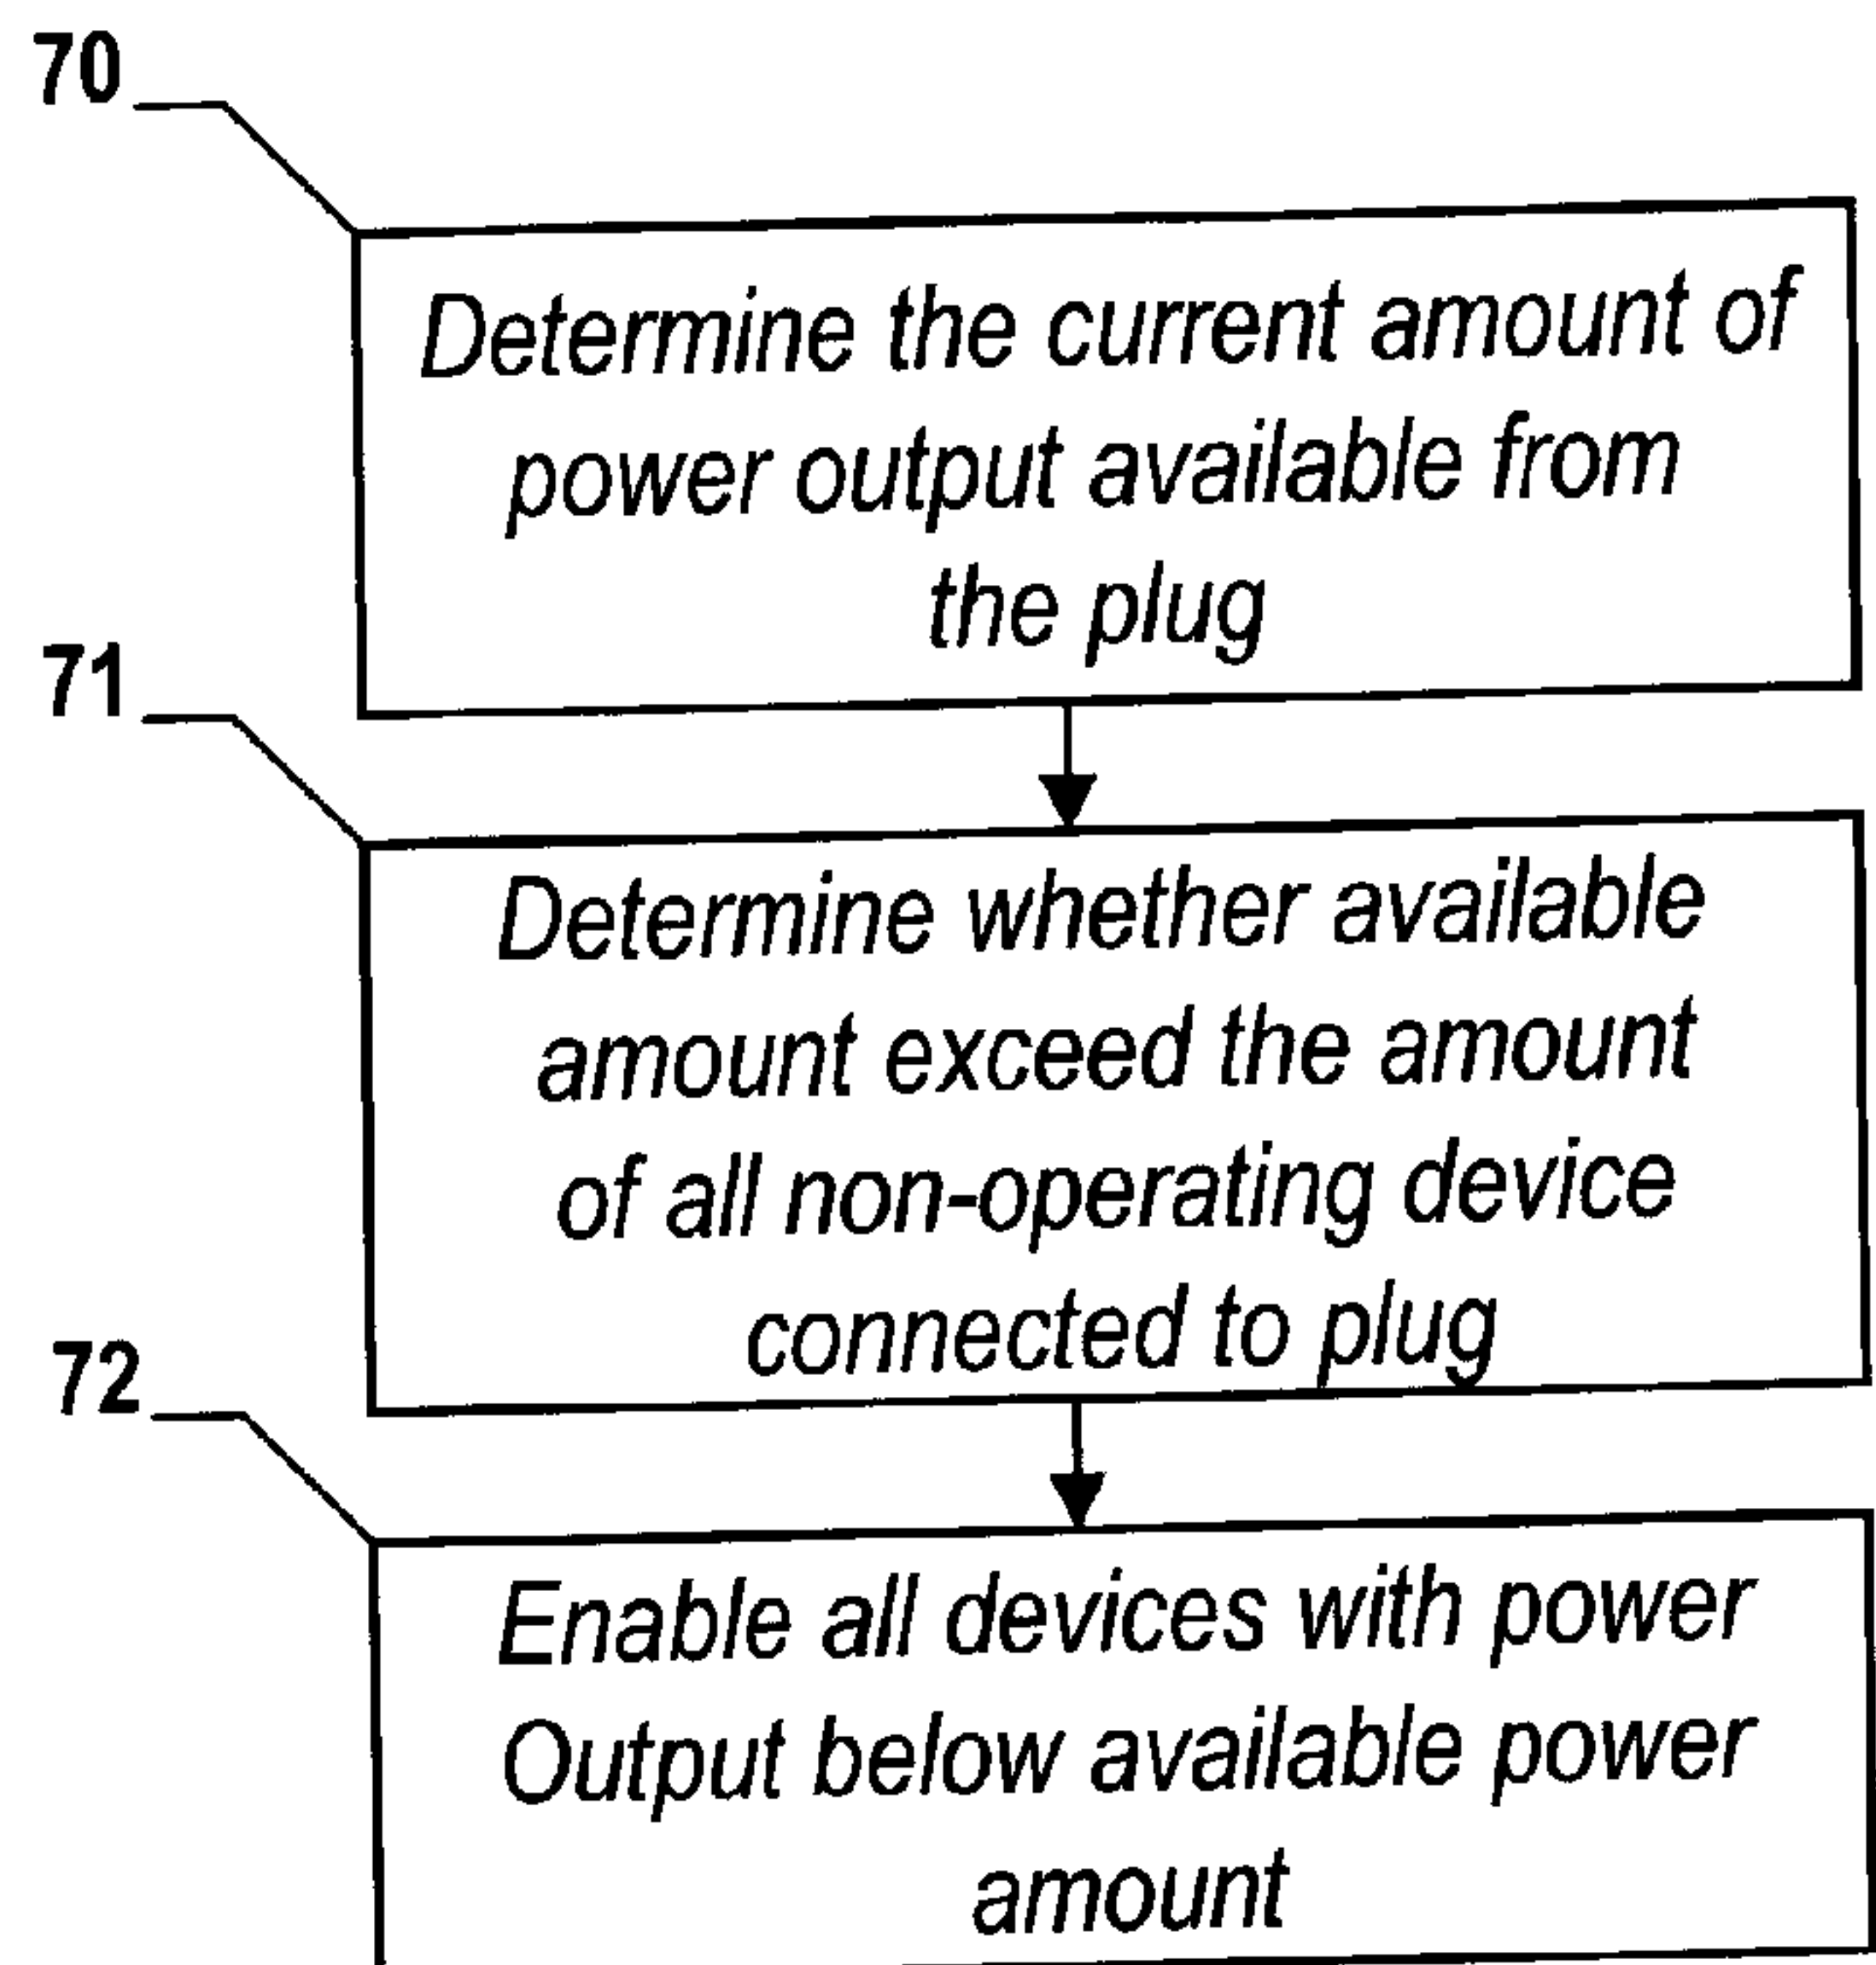 70
Determine the current amount of
power output available from
the plug
71
Determine whether available
amount exceed the amount
of all non-operating device
connected to plug
72
Enable all devices with power
Output below available power
amount